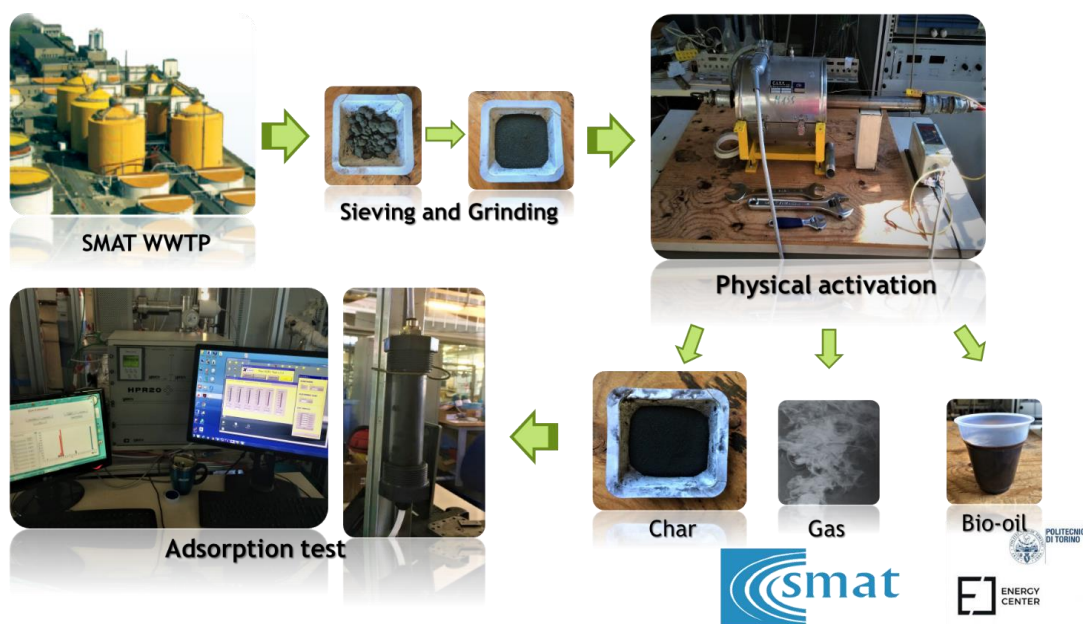 SMAT WWTP
Sieving and Grinding
Physical activation
HPR20
Adsorption test
Char
Gas
Bio-oil
POLITECNICO
DI TORINO
smat
ENERGY
CENTER